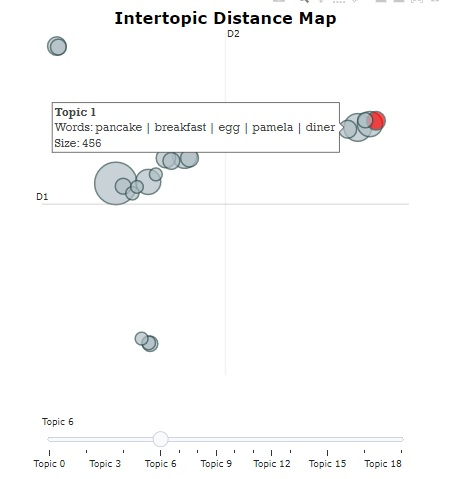 Intertopic Distance Map
D2
Topic 1
Words: pancake | breakfast | egg | pamela | diner
Size: 456
D1
Topic 6
Topic 0 Topic 3 Topic 6 Topic 9 Topic 12 Topic 15 Topic 18